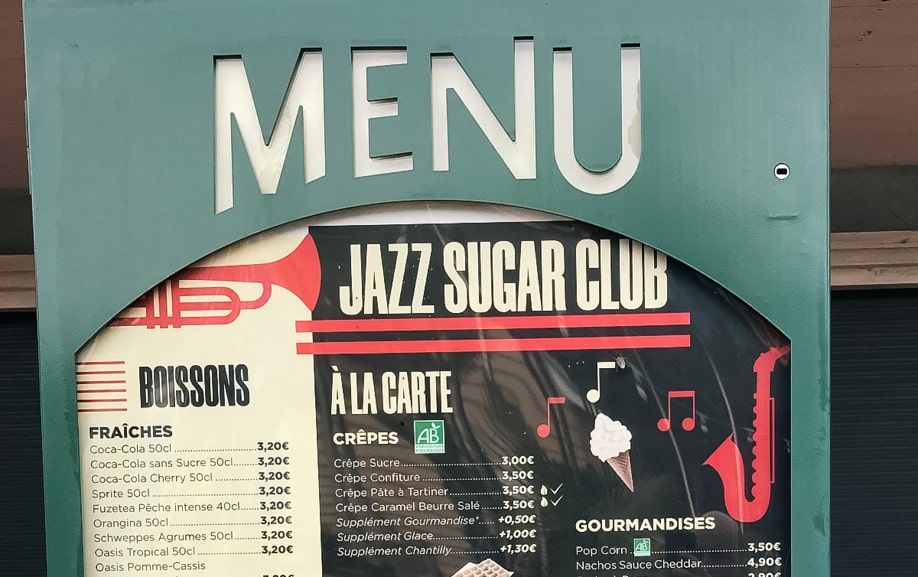 MENU
JAZZ SUGAR CLUB
BOISSONS
FRAÎCHES
Coca-Cola 50cl 3,20€
Coca-Cola sans Sucre 50cl 3,20€
Coca-Cola Cherry 50cl 3,20€
Sprite 50cl 3,20€
Fuzetea Pêche intense 40cl 3,20€
Orangina 50cl 3,20€
Schweppes Agrumes 50cl 3,20€
Oasis Tropical 50cl 3,20€
Oasis Pomme-Cassis
À LA CARTE
CRÊPES AB
Crêpe Sucre 3,00€
Crêpe Confiture 3,50€
Crêpe Pâte à Tartiner 3,50€
Crêpe Caramel Beurre Salé 3,50€
Supplément Gourmandise* +0,50€
Supplément Glace +1,00€
Supplément Chantilly +1,30€
GOURMANDISES
Pop Corn AB 3,50€
Nachos Sauce Cheddar 4,90€